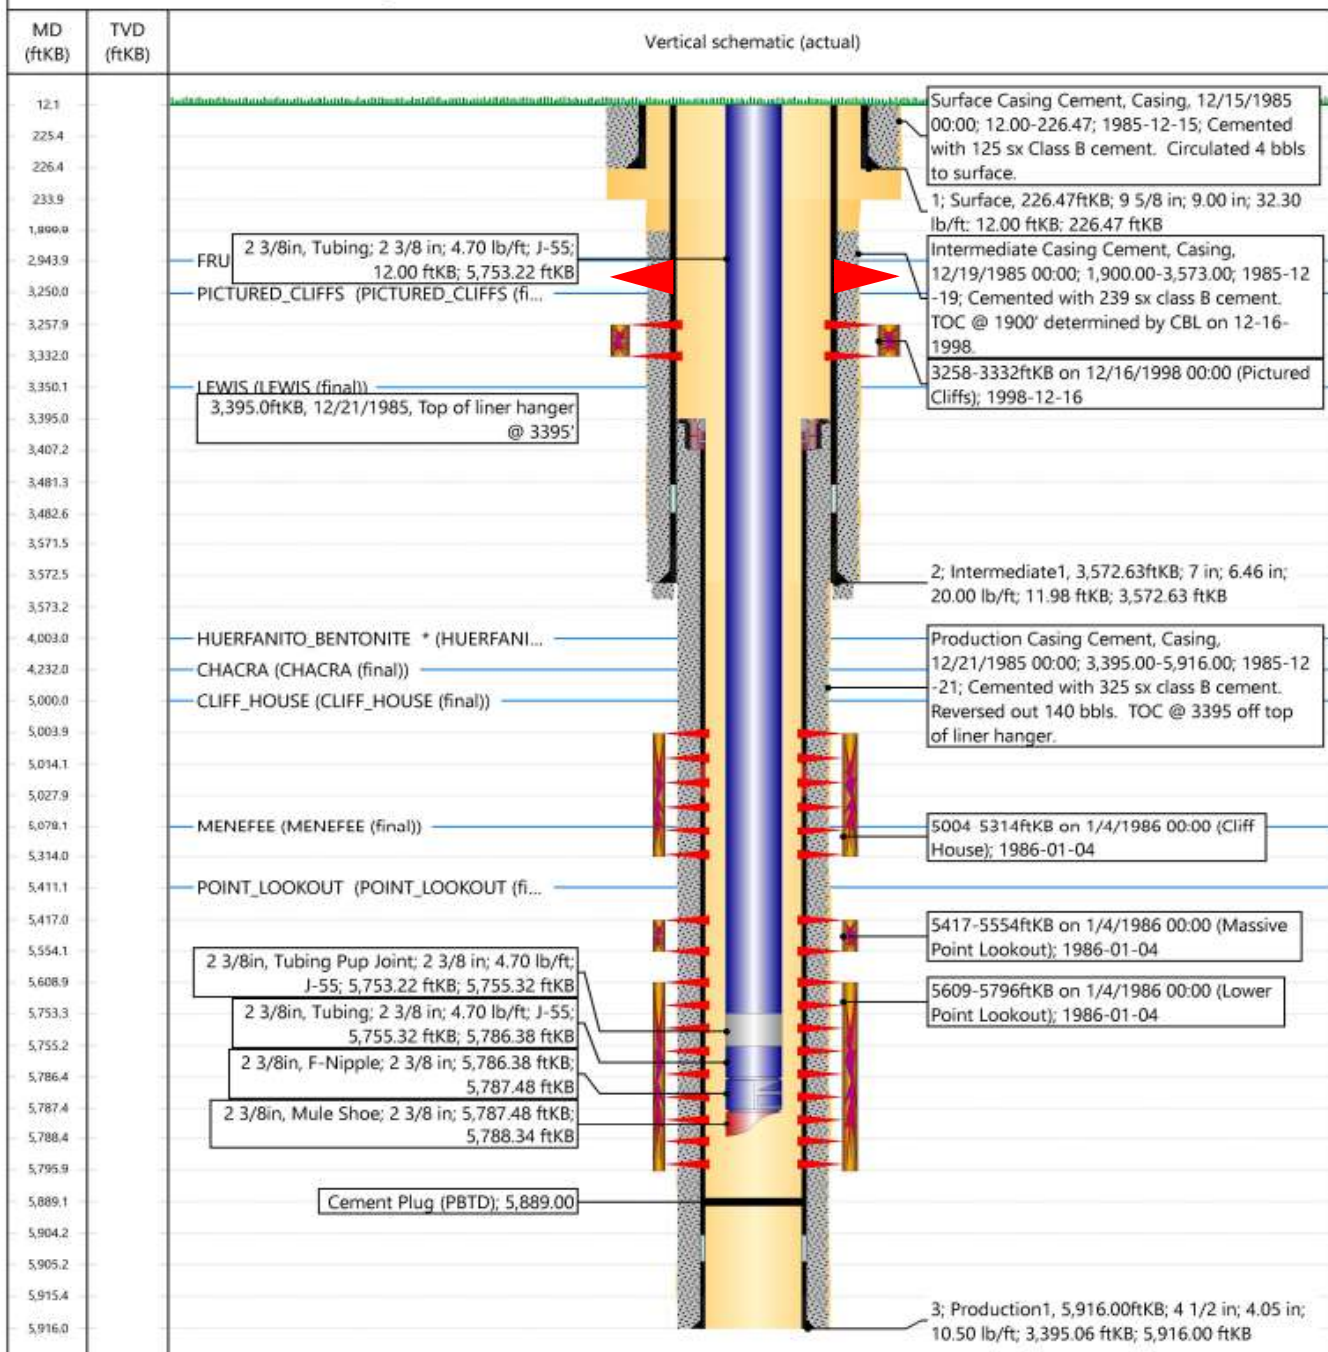 MD
(ftKB)
TVD
(ftKB)
Vertical schematic (actual)
12.1
225.4
226.4
233.9
1,899.9
2,943.9
3,250.0
3,257.9
3,332.0
3,350.1
3,395.0
3,407.2
3,481.3
3,482.6
3,571.5
3,572.5
3,573.2
4,003.0
4,232.0
5,000.0
5,003.9
5,014.1
5,027.9
5,078.1
5,314.0
5,411.1
5,417.0
5,554.1
5,608.9
5,753.3
5,755.2
5,786.4
5,787.4
5,788.4
5,795.9
5,889.1
5,904.2
5,905.2
5,915.4
5,916.0
FRU
2 3/8in, Tubing; 2 3/8 in; 4.70 lb/ft; J-55;
12.00 ftKB; 5,753.22 ftKB
PICTURED_CLIFFS (PICTURED_CLIFFS (fi...
LEWIS (LEWIS (final))
3,395.0ftKB, 12/21/1985, Top of liner hanger
@ 3395'
HUERFANITO_BENTONITE * (HUERFANI...
CHACRA (CHACRA (final))
CLIFF_HOUSE (CLIFF_HOUSE (final))
MENEFEE (MENEFEE (final))
POINT_LOOKOUT (POINT_LOOKOUT (fi...
2 3/8in, Tubing Pup Joint; 2 3/8 in; 4.70 lb/ft;
J-55; 5,753.22 ftKB; 5,755.32 ftKB
2 3/8in, Tubing; 2 3/8 in; 4.70 lb/ft; J-55;
5,755.32 ftKB; 5,786.38 ftKB
2 3/8in, F-Nipple; 2 3/8 in; 5,786.38 ftKB;
5,787.48 ftKB
2 3/8in, Mule Shoe; 2 3/8 in; 5,787.48 ftKB;
5,788.34 ftKB
Cement Plug (PBTD); 5,889.00
Surface Casing Cement, Casing, 12/15/1985
00:00; 12.00-226.47; 1985-12-15; Cemented
with 125 sx Class B cement. Circulated 4 bbls
to surface.
1; Surface, 226.47ftKB; 9 5/8 in; 9.00 in; 32.30
lb/ft; 12.00 ftKB; 226.47 ftKB
Intermediate Casing Cement, Casing,
12/19/1985 00:00; 1,900.00-3,573.00; 1985-12
-19; Cemented with 239 sx class B cement.
TOC @ 1900' determined by CBL on 12-16-
1998.
3258-3332ftKB on 12/16/1998 00:00 (Pictured
Cliffs); 1998-12-16
2; Intermediate1, 3,572.63ftKB; 7 in; 6.46 in;
20.00 lb/ft; 11.98 ftKB; 3,572.63 ftKB
Production Casing Cement, Casing,
12/21/1985 00:00; 3,395.00-5,916.00; 1985-12
-21; Cemented with 325 sx class B cement.
Reversed out 140 bbls. TOC @ 3395 off top
of liner hanger.
5004-5314ftKB on 1/4/1986 00:00 (Cliff
House); 1986-01-04
5417-5554ftKB on 1/4/1986 00:00 (Massive
Point Lookout); 1986-01-04
5609-5796ftKB on 1/4/1986 00:00 (Lower
Point Lookout); 1986-01-04
3; Production1, 5,916.00ftKB; 4 1/2 in; 4.05 in;
10.50 lb/ft; 3,395.06 ftKB; 5,916.00 ftKB